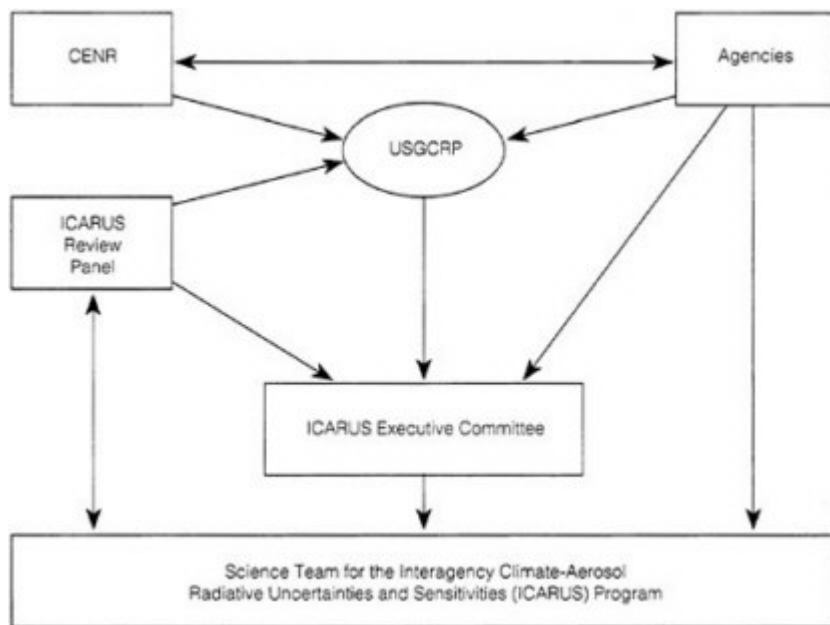 CENR
Agencies
USGCRP
ICARUS
Review
Panel
ICARUS Executive Committee
Science Team for the Interagency Climate-Aerosol
Radiative Uncertainties and Sensitivities (ICARUS) Program